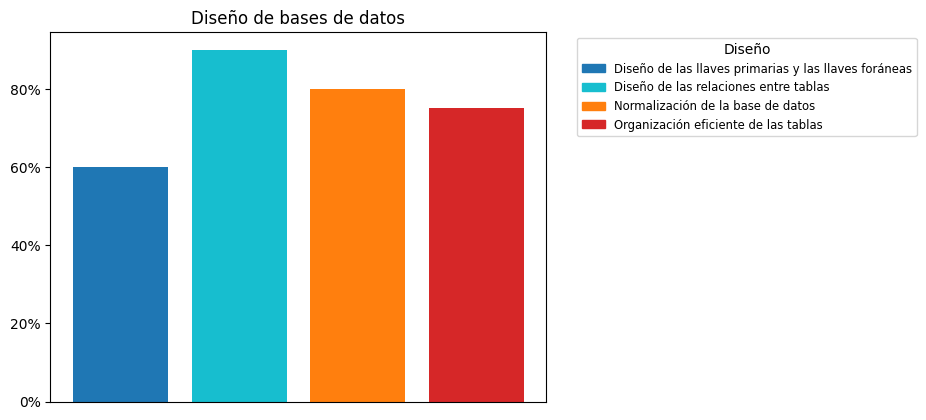 Diseño de bases de datos
80%
60%
40%
20%
0%
Diseño
Diseño de las llaves primarias y las llaves foráneas
Diseño de las relaciones entre tablas
Normalización de la base de datos
Organización eficiente de las tablas